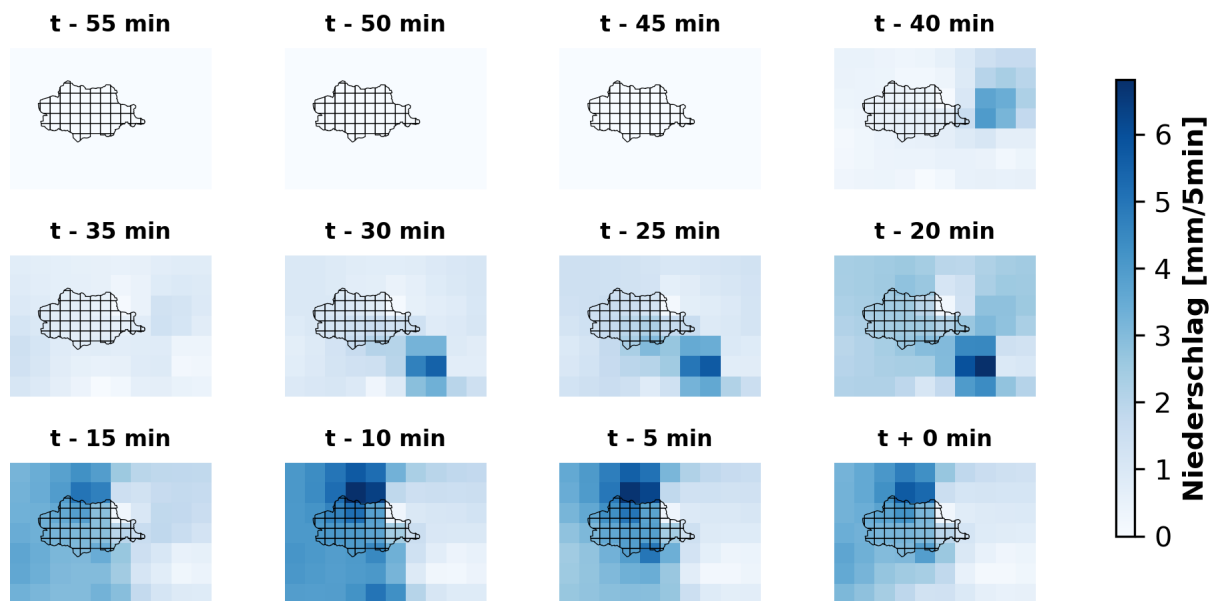 t - 55 min
t - 50 min
t - 45 min
t - 40 min
t - 35 min
t - 30 min
t - 25 min
t - 20 min
t - 15 min
t - 10 min
t - 5 min
t + 0 min
6
5
4
3
2
1
0
Niederschlag [mm/5min]